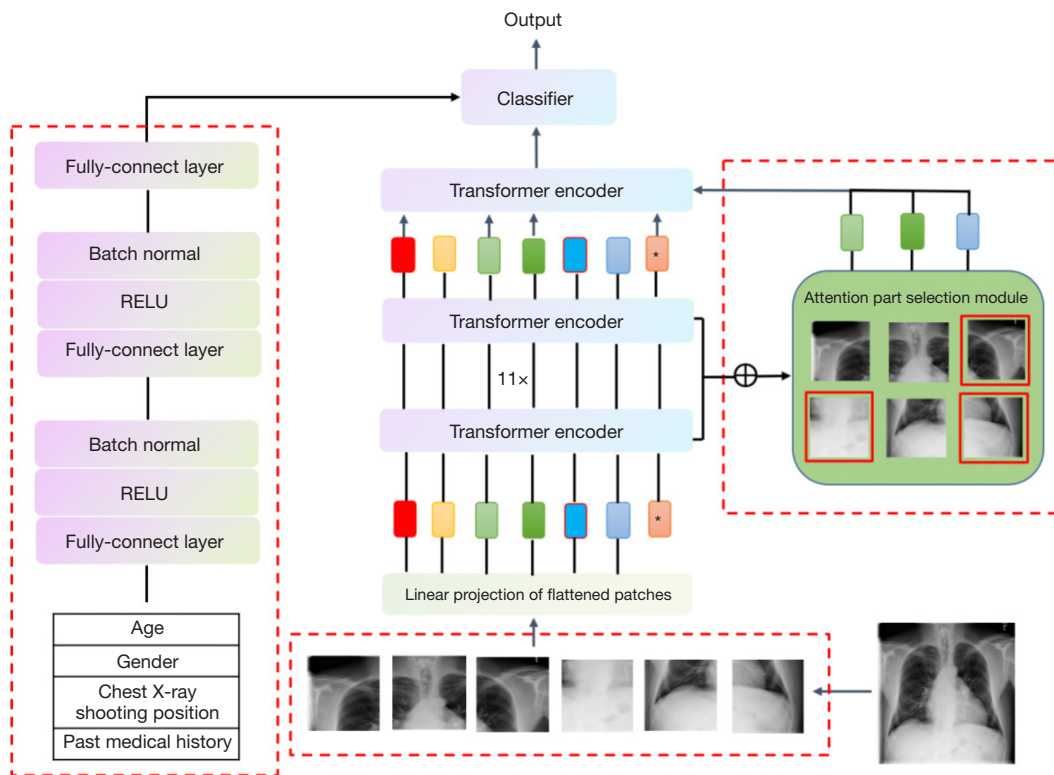 Output
Classifier
Fully-connect layer
Batch normal
RELU
Fully-connect layer
Batch normal
RELU
Fully-connect layer
Age
Gender
Chest X-ray
shooting position
Past medical history
Transformer encoder
*
Transformer encoder
11×
Transformer encoder
*
Linear projection of flattened patches
Attention part selection module